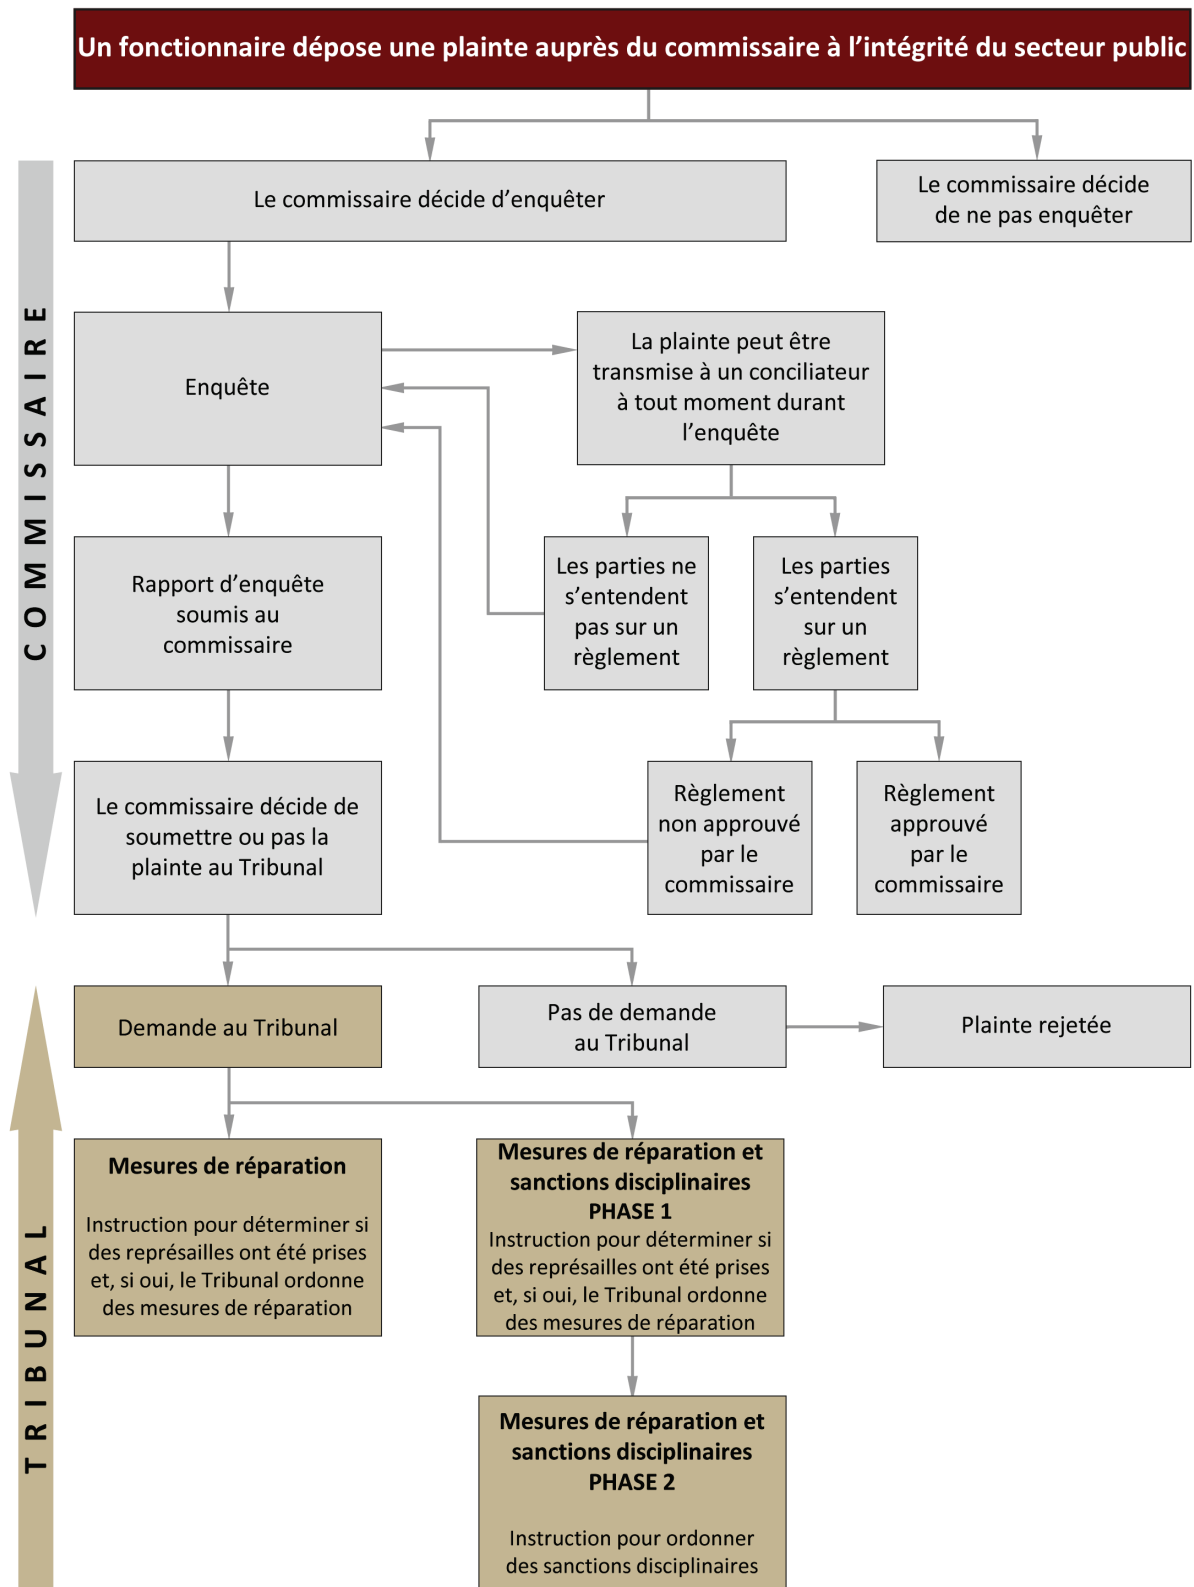 Un fonctionnaire dépose une plainte auprès du commissaire à l’intégrité du secteur public
Le commissaire décide d’enquêter
Le commissaire décide
de ne pas enquêter
COMMISSAIRE
Enquête
La plainte peut être
transmise à un conciliateur
à tout moment durant
l’enquête
Rapport d’enquête
soumis au
commissaire
Les parties ne
s’entendent
pas sur un
règlement
Les parties
s’entendent
sur un
règlement
Le commissaire décide de
soumettre ou pas la
plainte au Tribunal
Règlement
non approuvé
par le
commissaire
Règlement
approuvé
par le
commissaire
TRIBUNAL
Demande au Tribunal
Pas de demande
au Tribunal
Plainte rejetée
Mesures de réparation
Instruction pour déterminer si
des représailles ont été prises
et, si oui, le Tribunal ordonne
des mesures de réparation
Mesures de réparation et
sanctions disciplinaires
PHASE 1
Instruction pour déterminer si
des représailles ont été prises
et, si oui, le Tribunal ordonne
des mesures de réparation
Mesures de réparation et
sanctions disciplinaires
PHASE 2
Instruction pour ordonner
des sanctions disciplinaires